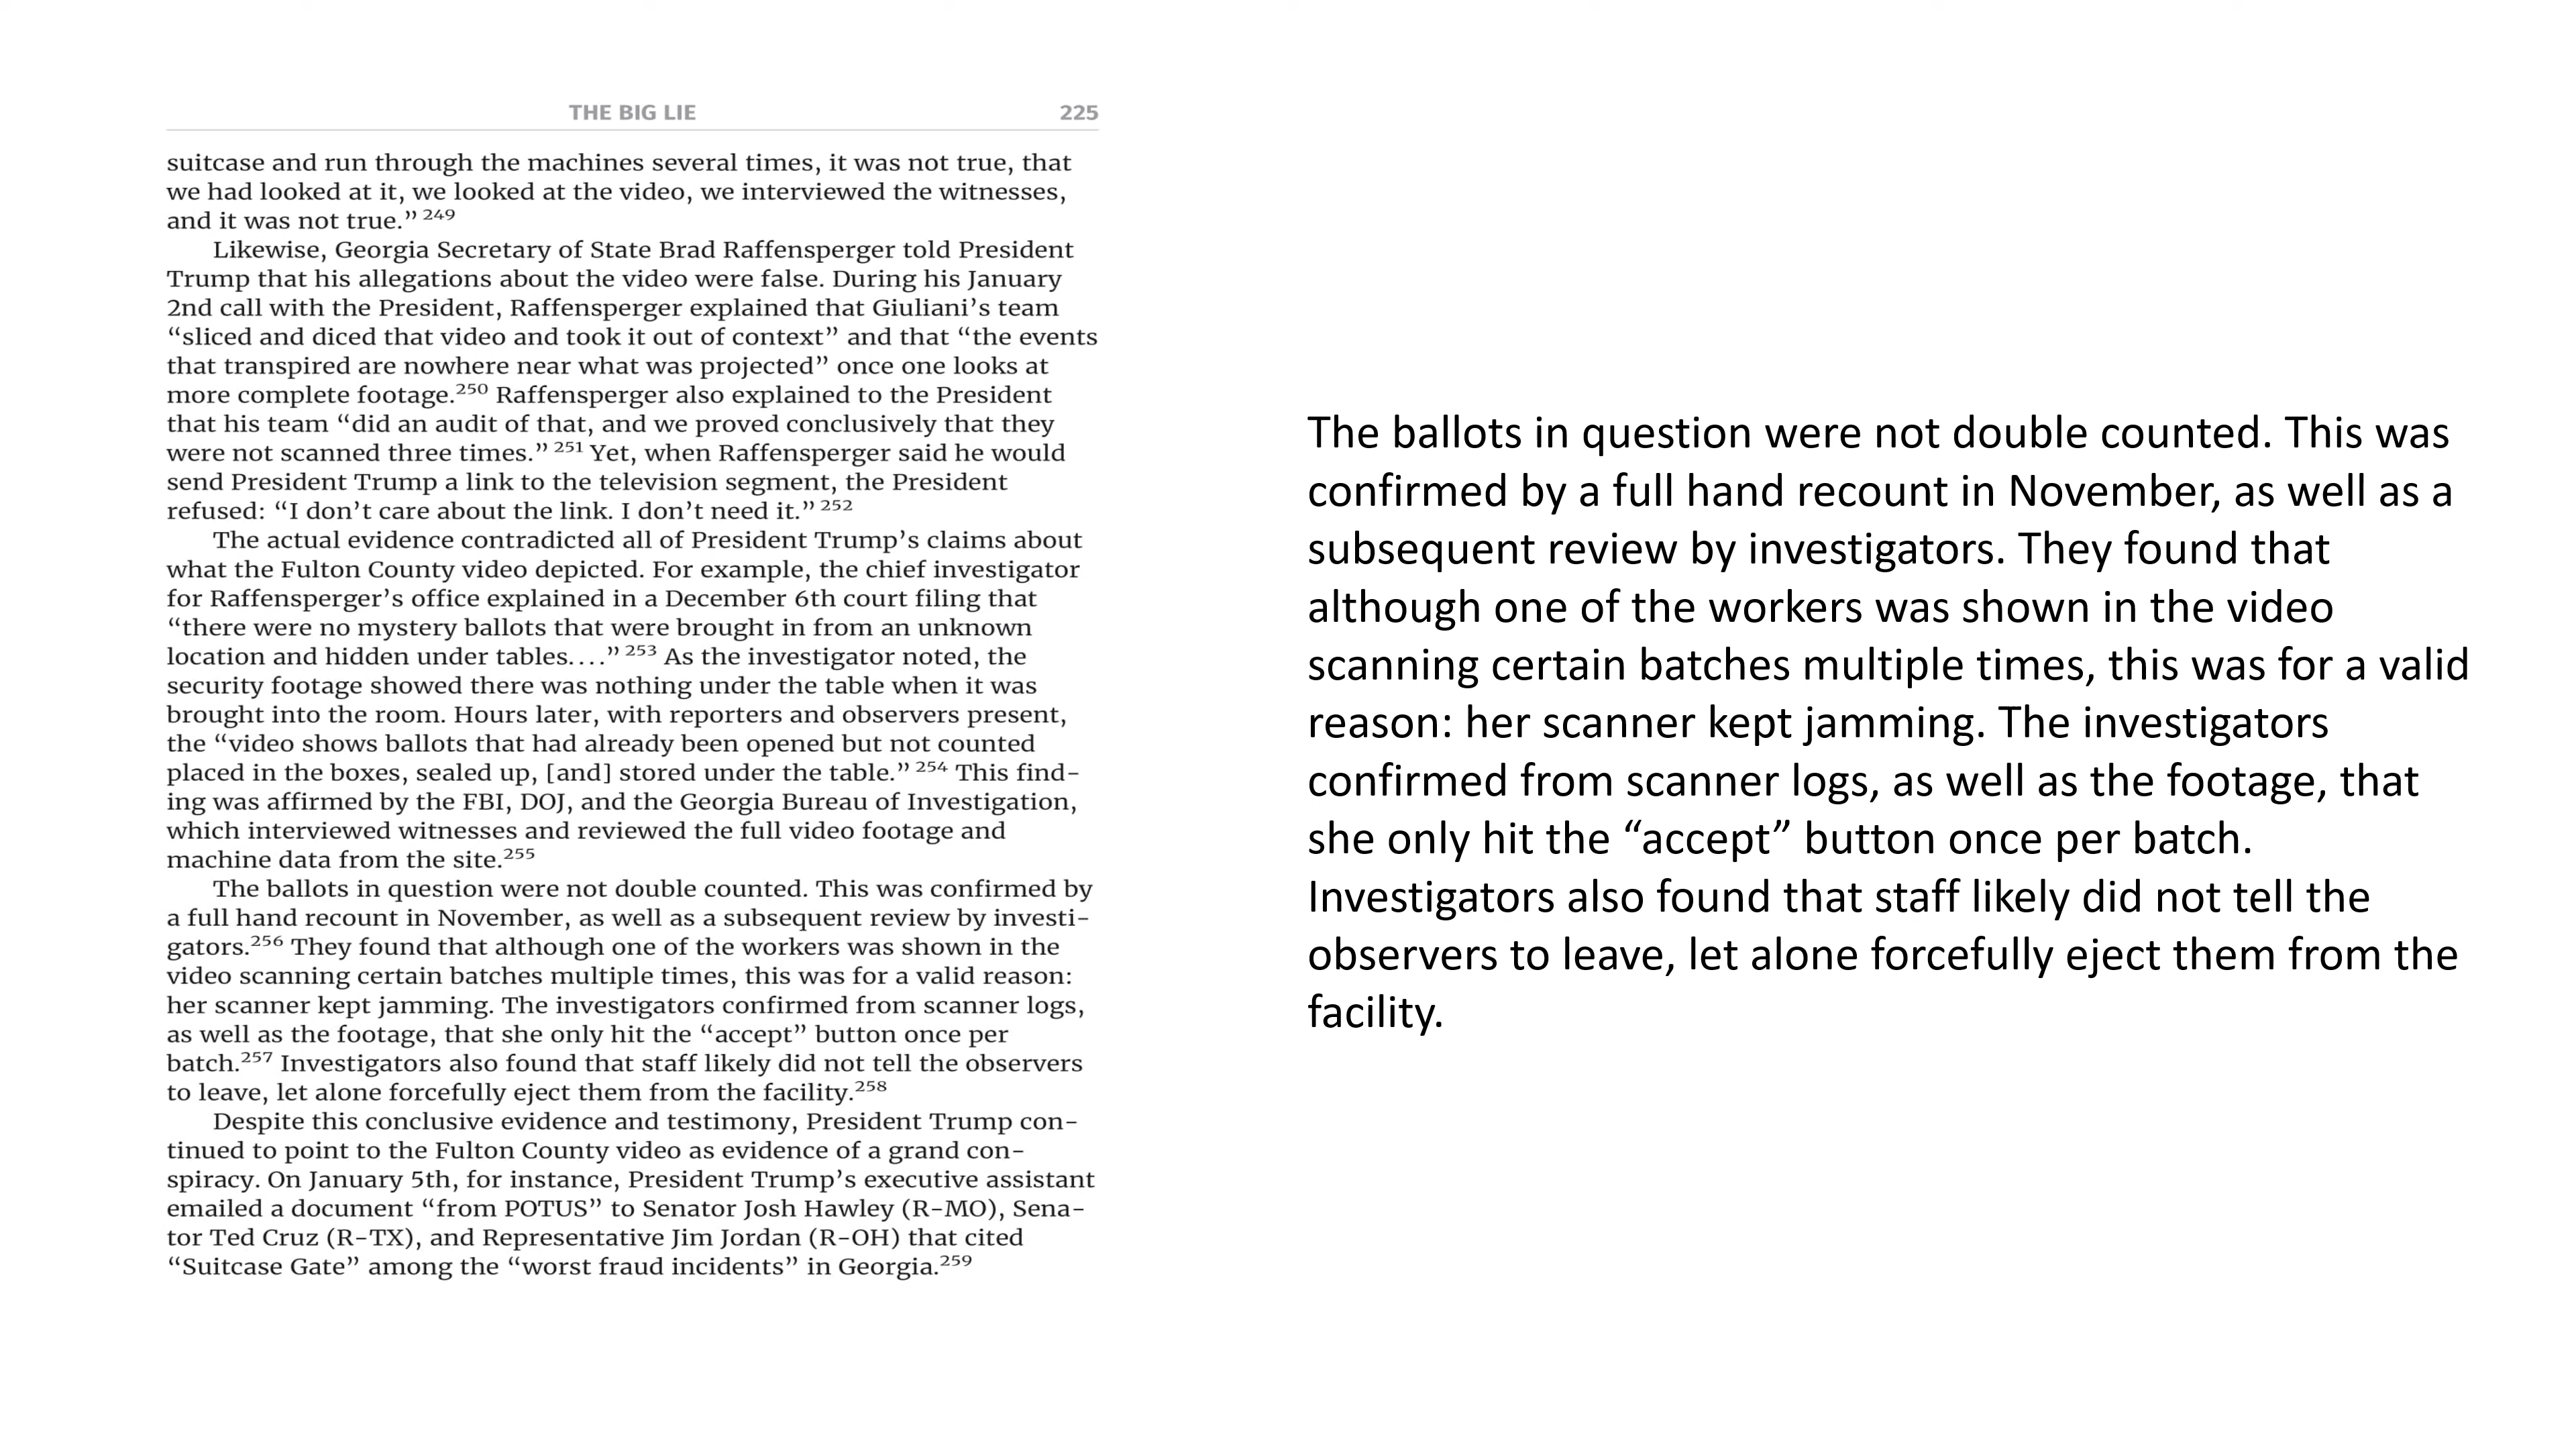 THE BIG LIE 225
suitcase and run through the machines several times, it was not true, that
we had looked at it, we looked at the video, we interviewed the witnesses,
and it was not true.” 249
Likewise, Georgia Secretary of State Brad Raffensperger told President
Trump that his allegations about the video were false. During his January
2nd call with the President, Raffensperger explained that Giuliani’s team
“sliced and diced that video and took it out of context” and that “the events
that transpired are nowhere near what was projected” once one looks at
more complete footage.250 Raffensperger also explained to the President
that his team “did an audit of that, and we proved conclusively that they
were not scanned three times.” 251 Yet, when Raffensperger said he would
send President Trump a link to the television segment, the President
refused: “I don’t care about the link. I don’t need it.” 252
The actual evidence contradicted all of President Trump’s claims about
what the Fulton County video depicted. For example, the chief investigator
for Raffensperger’s office explained in a December 6th court filing that
“there were no mystery ballots that were brought in from an unknown
location and hidden under tables....” 253 As the investigator noted, the
security footage showed there was nothing under the table when it was
brought into the room. Hours later, with reporters and observers present,
the “video shows ballots that had already been opened but not counted
placed in the boxes, sealed up, [and] stored under the table.” 254 This find-
ing was affirmed by the FBI, DOJ, and the Georgia Bureau of Investigation,
which interviewed witnesses and reviewed the full video footage and
machine data from the site.255
The ballots in question were not double counted. This was confirmed by
a full hand recount in November, as well as a subsequent review by investi-
gators.256 They found that although one of the workers was shown in the
video scanning certain batches multiple times, this was for a valid reason:
her scanner kept jamming. The investigators confirmed from scanner logs,
as well as the footage, that she only hit the “accept” button once per
batch.257 Investigators also found that staff likely did not tell the observers
to leave, let alone forcefully eject them from the facility.258
Despite this conclusive evidence and testimony, President Trump con-
tinued to point to the Fulton County video as evidence of a grand con-
spiracy. On January 5th, for instance, President Trump’s executive assistant
emailed a document “from POTUS” to Senator Josh Hawley (R-MO), Sena-
tor Ted Cruz (R-TX), and Representative Jim Jordan (R-OH) that cited
“Suitcase Gate” among the “worst fraud incidents” in Georgia.259
The ballots in question were not double counted. This was
confirmed by a full hand recount in November, as well as a
subsequent review by investigators. They found that
although one of the workers was shown in the video
scanning certain batches multiple times, this was for a valid
reason: her scanner kept jamming. The investigators
confirmed from scanner logs, as well as the footage, that
she only hit the “accept” button once per batch.
Investigators also found that staff likely did not tell the
observers to leave, let alone forcefully eject them from the
facility.